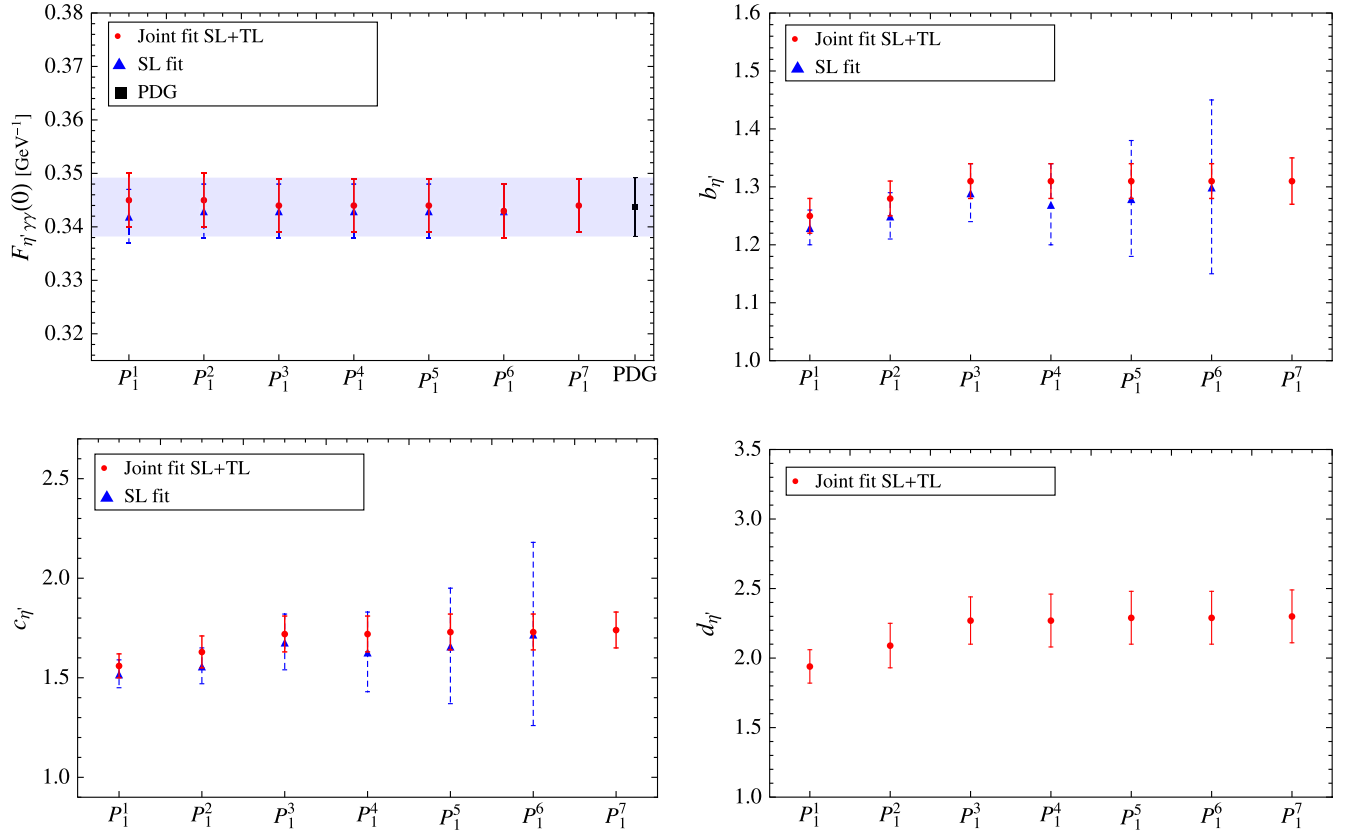 0.38
0.37
0.36
0.35
0.34
0.33
0.32
F_{η′γγ}(0) [GeV⁻¹]
Joint fit SL+TL
SL fit
PDG
P_1^1 P_1^2 P_1^3 P_1^4 P_1^5 P_1^6 P_1^7 PDG
1.6
1.5
1.4
1.3
1.2
1.1
1.0
b_{η′}
Joint fit SL+TL
SL fit
P_1^1 P_1^2 P_1^3 P_1^4 P_1^5 P_1^6 P_1^7
2.5
2.0
1.5
1.0
c_{η′}
Joint fit SL+TL
SL fit
P_1^1 P_1^2 P_1^3 P_1^4 P_1^5 P_1^6 P_1^7
3.5
3.0
2.5
2.0
1.5
1.0
d_{η′}
Joint fit SL+TL
P_1^1 P_1^2 P_1^3 P_1^4 P_1^5 P_1^6 P_1^7